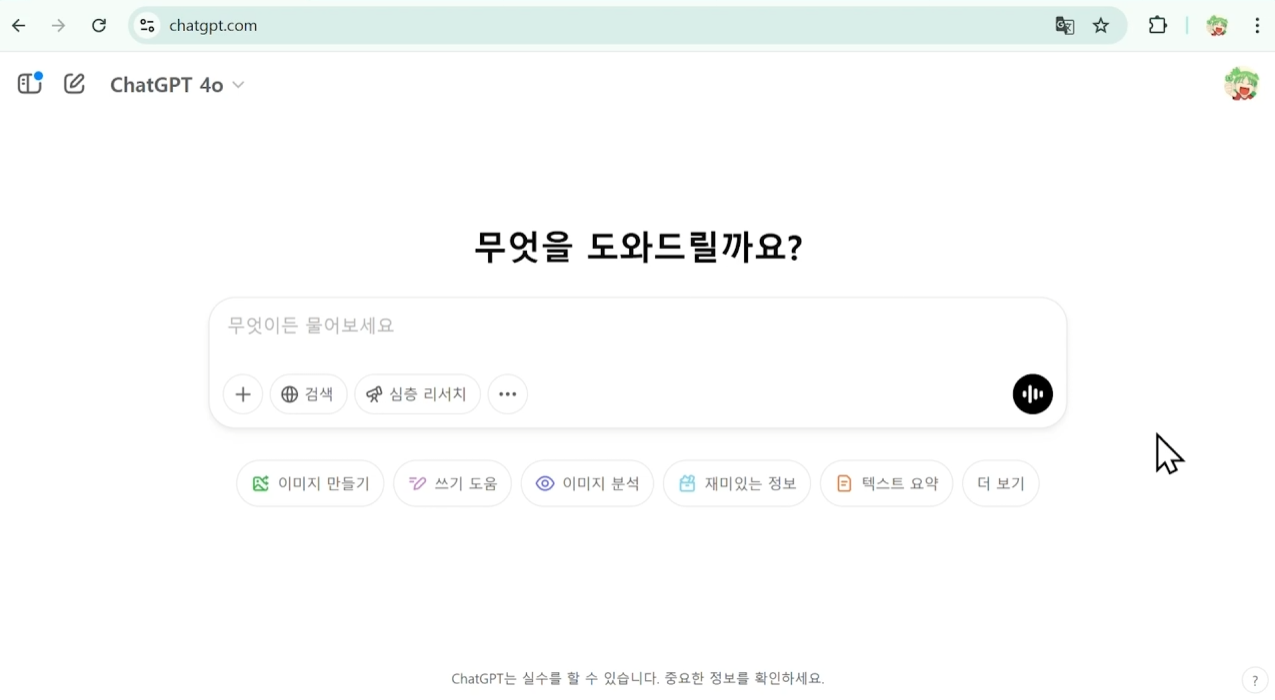 chatgpt.com
ChatGPT 4o
무엇을 도와드릴까요?
무엇이든 물어보세요
검색 심층 리서치
이미지 만들기 쓰기 도움 이미지 분석 재미있는 정보 텍스트 요약 더 보기
ChatGPT는 실수를 할 수 있습니다. 중요한 정보를 확인하세요.
?